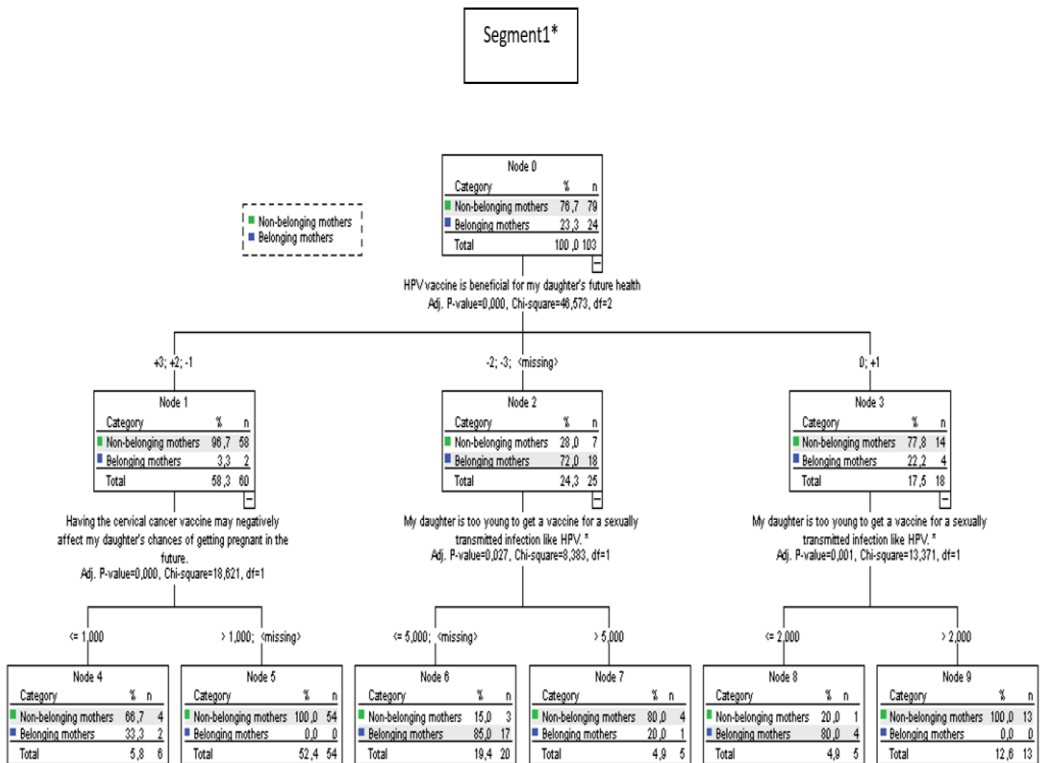 Segment1*
Node 0
Category % n
Non-belonging mothers 76,7 79
Belonging mothers 23,3 24
Total 100,0 103
Non-belonging mothers
Belonging mothers
HPV vaccine is beneficial for my daughter's future health
Adj. P-value=0,000, Chi-square=46,573, df=2
+3; +2; -1
-2; -3; <missing>
0; +1
Node 1
Category % n
Non-belonging mothers 96,7 58
Belonging mothers 3,3 2
Total 58,3 60
Node 2
Category % n
Non-belonging mothers 28,0 7
Belonging mothers 72,0 18
Total 24,3 25
Node 3
Category % n
Non-belonging mothers 77,8 14
Belonging mothers 22,2 4
Total 17,5 18
Having the cervical cancer vaccine may negatively
affect my daughter's chances of getting pregnant in the
future.
Adj. P-value=0,000, Chi-square=18,621, df=1
My daughter is too young to get a vaccine for a sexually
transmitted infection like HPV. *
Adj. P-value=0,027, Chi-square=8,383, df=1
My daughter is too young to get a vaccine for a sexually
transmitted infection like HPV. *
Adj. P-value=0,001, Chi-square=13,371, df=1
<= 1,000
> 1,000; <missing>
<= 5,000; <missing>
> 5,000
<= 2,000
> 2,000
Node 4
Category % n
Non-belonging mothers 66,7 4
Belonging mothers 33,3 2
Total 5,8 6
Node 5
Category % n
Non-belonging mothers 100,0 54
Belonging mothers 0,0 0
Total 52,4 54
Node 6
Category % n
Non-belonging mothers 15,0 3
Belonging mothers 85,0 17
Total 19,4 20
Node 7
Category % n
Non-belonging mothers 80,0 4
Belonging mothers 20,0 1
Total 4,9 5
Node 8
Category % n
Non-belonging mothers 20,0 1
Belonging mothers 80,0 4
Total 4,9 5
Node 9
Category % n
Non-belonging mothers 100,0 13
Belonging mothers 0,0 0
Total 12,6 13